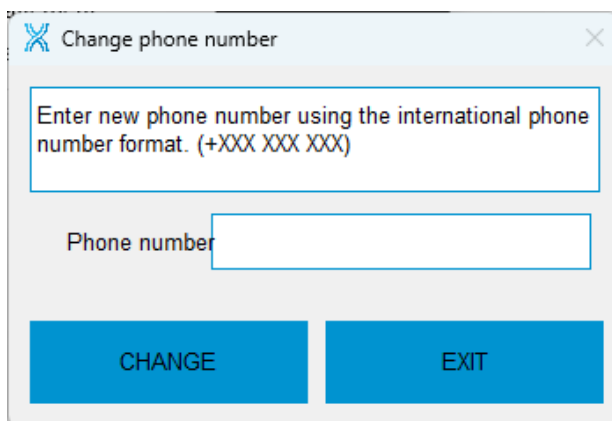 Change phone number
Enter new phone number using the international phone
number format. (+XXX XXX XXX)
Phone number
CHANGE
EXIT